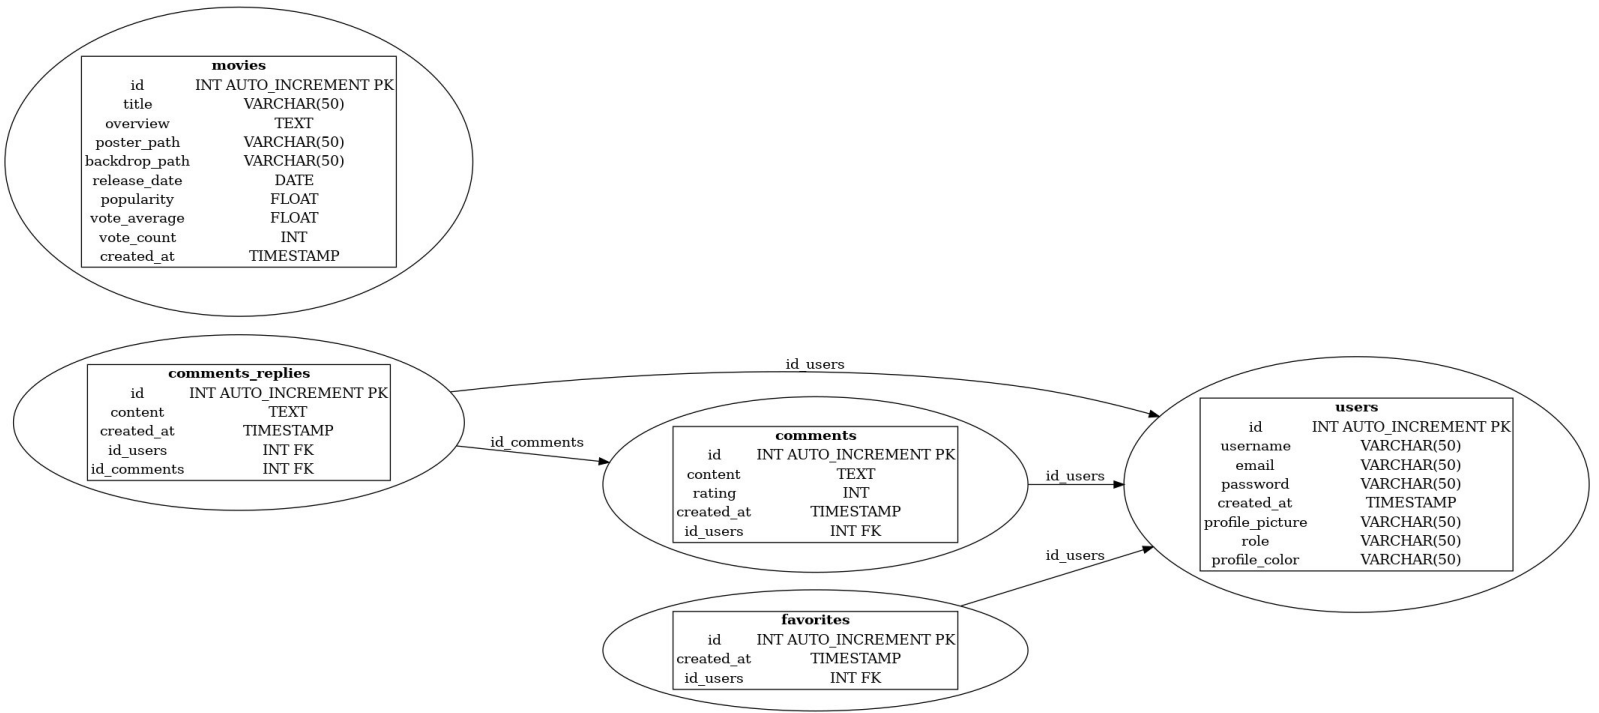 movies
id INT AUTO_INCREMENT PK
title VARCHAR(50)
overview TEXT
poster_path VARCHAR(50)
backdrop_path VARCHAR(50)
release_date DATE
popularity FLOAT
vote_average FLOAT
vote_count INT
created_at TIMESTAMP
comments_replies
id INT AUTO_INCREMENT PK
content TEXT
created_at TIMESTAMP
id_users INT FK
id_comments INT FK
id_users
id_comments
comments
id INT AUTO_INCREMENT PK
content TEXT
rating INT
created_at TIMESTAMP
id_users INT FK
id_users
favorites
id INT AUTO_INCREMENT PK
created_at TIMESTAMP
id_users INT FK
id_users
users
id INT AUTO_INCREMENT PK
username VARCHAR(50)
email VARCHAR(50)
password VARCHAR(50)
created_at TIMESTAMP
profile_picture VARCHAR(50)
role VARCHAR(50)
profile_color VARCHAR(50)